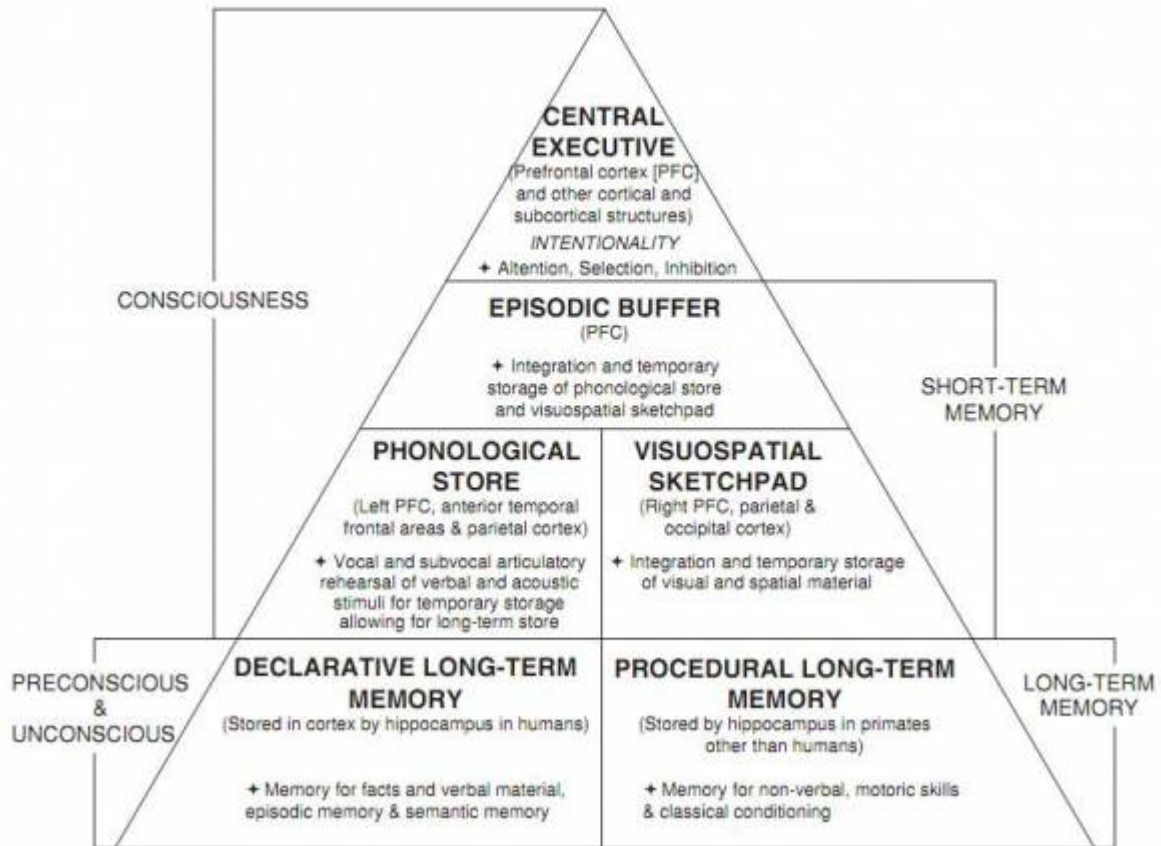 CENTRAL
EXECUTIVE
(Prefrontal cortex [PFC]
and other cortical and
subcortical structures)
INTENTIONALITY
✦ Attention, Selection, Inhibition
CONSCIOUSNESS
EPISODIC BUFFER
(PFC)
✦ Integration and temporary
storage of phonological store
and visuospatial sketchpad
SHORT-TERM
MEMORY
PHONOLOGICAL
STORE
(Left PFC, anterior temporal
frontal areas & parietal cortex)
✦ Vocal and subvocal articulatory
rehearsal of verbal and acoustic
stimuli for temporary storage
allowing for long-term store
VISUOSPATIAL
SKETCHPAD
(Right PFC, parietal &
occipital cortex)
✦ Integration and temporary storage
of visual and spatial material
PRECONSCIOUS
&
UNCONSCIOUS
DECLARATIVE LONG-TERM
MEMORY
(Stored in cortex by hippocampus in humans)
✦ Memory for facts and verbal material,
episodic memory & semantic memory
PROCEDURAL LONG-TERM
MEMORY
(Stored by hippocampus in primates
other than humans)
✦ Memory for non-verbal, motoric skills
& classical conditioning
LONG-TERM
MEMORY